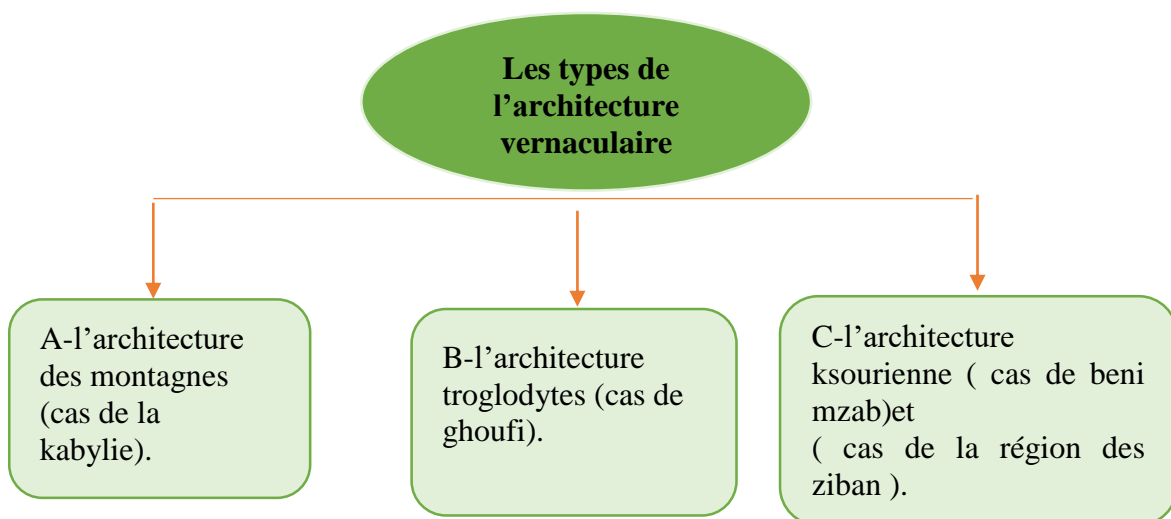 Les types de
l’architecture
vernaculaire
A-l’architecture
des montagnes
(cas de la
kabylie).
B-l’architecture
troglodytes (cas de
ghoufi).
C-l’architecture
ksourienne ( cas de beni
mzab)et
( cas de la région des
ziban ).